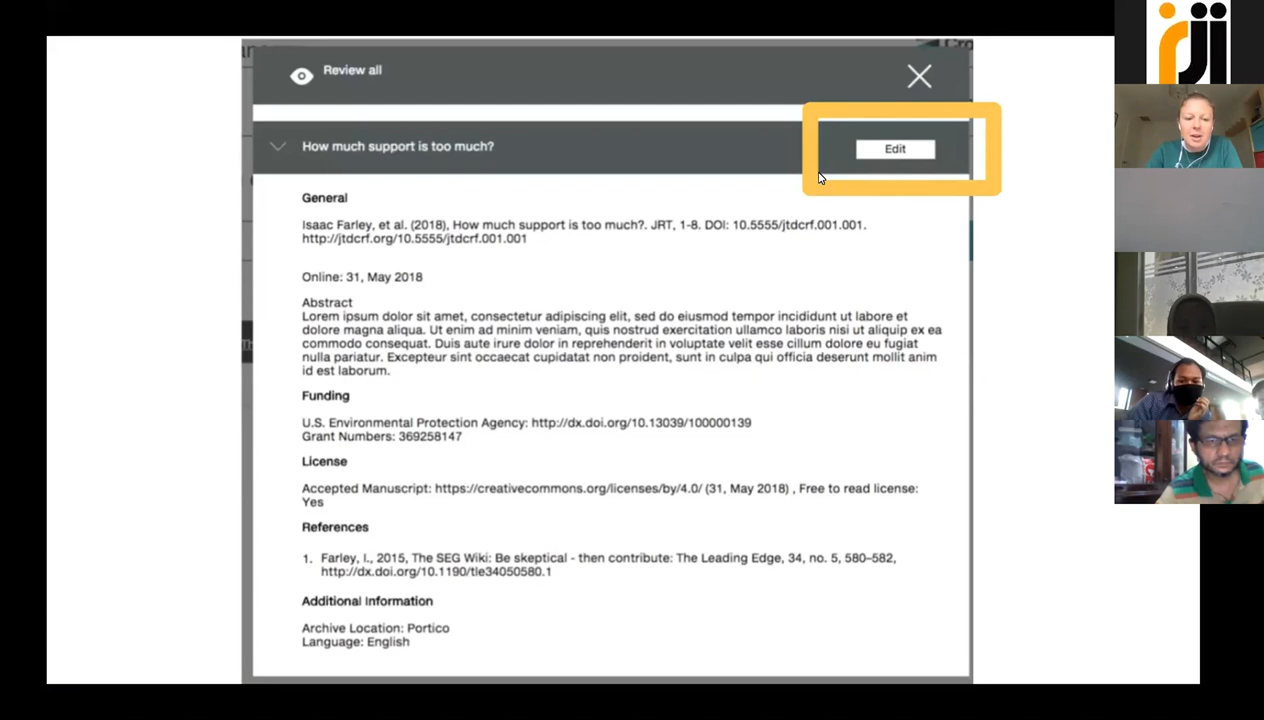 Review all
How much support is too much?
Edit
General
Isaac Farley, et al. (2018), How much support is too much?. JRT, 1-8. DOI: 10.5555/jtdcrf.001.001.
http://jtdcrf.org/10.5555/jtdcrf.001.001
Online: 31, May 2018
Abstract
Lorem ipsum dolor sit amet, consectetur adipiscing elit, sed do eiusmod tempor incididunt ut labore et
dolore magna aliqua. Ut enim ad minim veniam, quis nostrud exercitation ullamco laboris nisi ut aliquip ex ea
commodo consequat. Duis aute irure dolor in reprehenderit in voluptate velit esse cillum dolore eu fugiat
nulla pariatur. Excepteur sint occaecat cupidatat non proident, sunt in culpa qui officia deserunt mollit anim
id est laborum.
Funding
U.S. Environmental Protection Agency: http://dx.doi.org/10.13039/100000139
Grant Numbers: 369258147
License
Accepted Manuscript: https://creativecommons.org/licenses/by/4.0/ (31, May 2018) , Free to read license:
Yes
References
1. Farley, I., 2015, The SEG Wiki: Be skeptical - then contribute: The Leading Edge, 34, no. 5, 580–582,
http://dx.doi.org/10.1190/tle34050580.1
Additional Information
Archive Location: Portico
Language: English